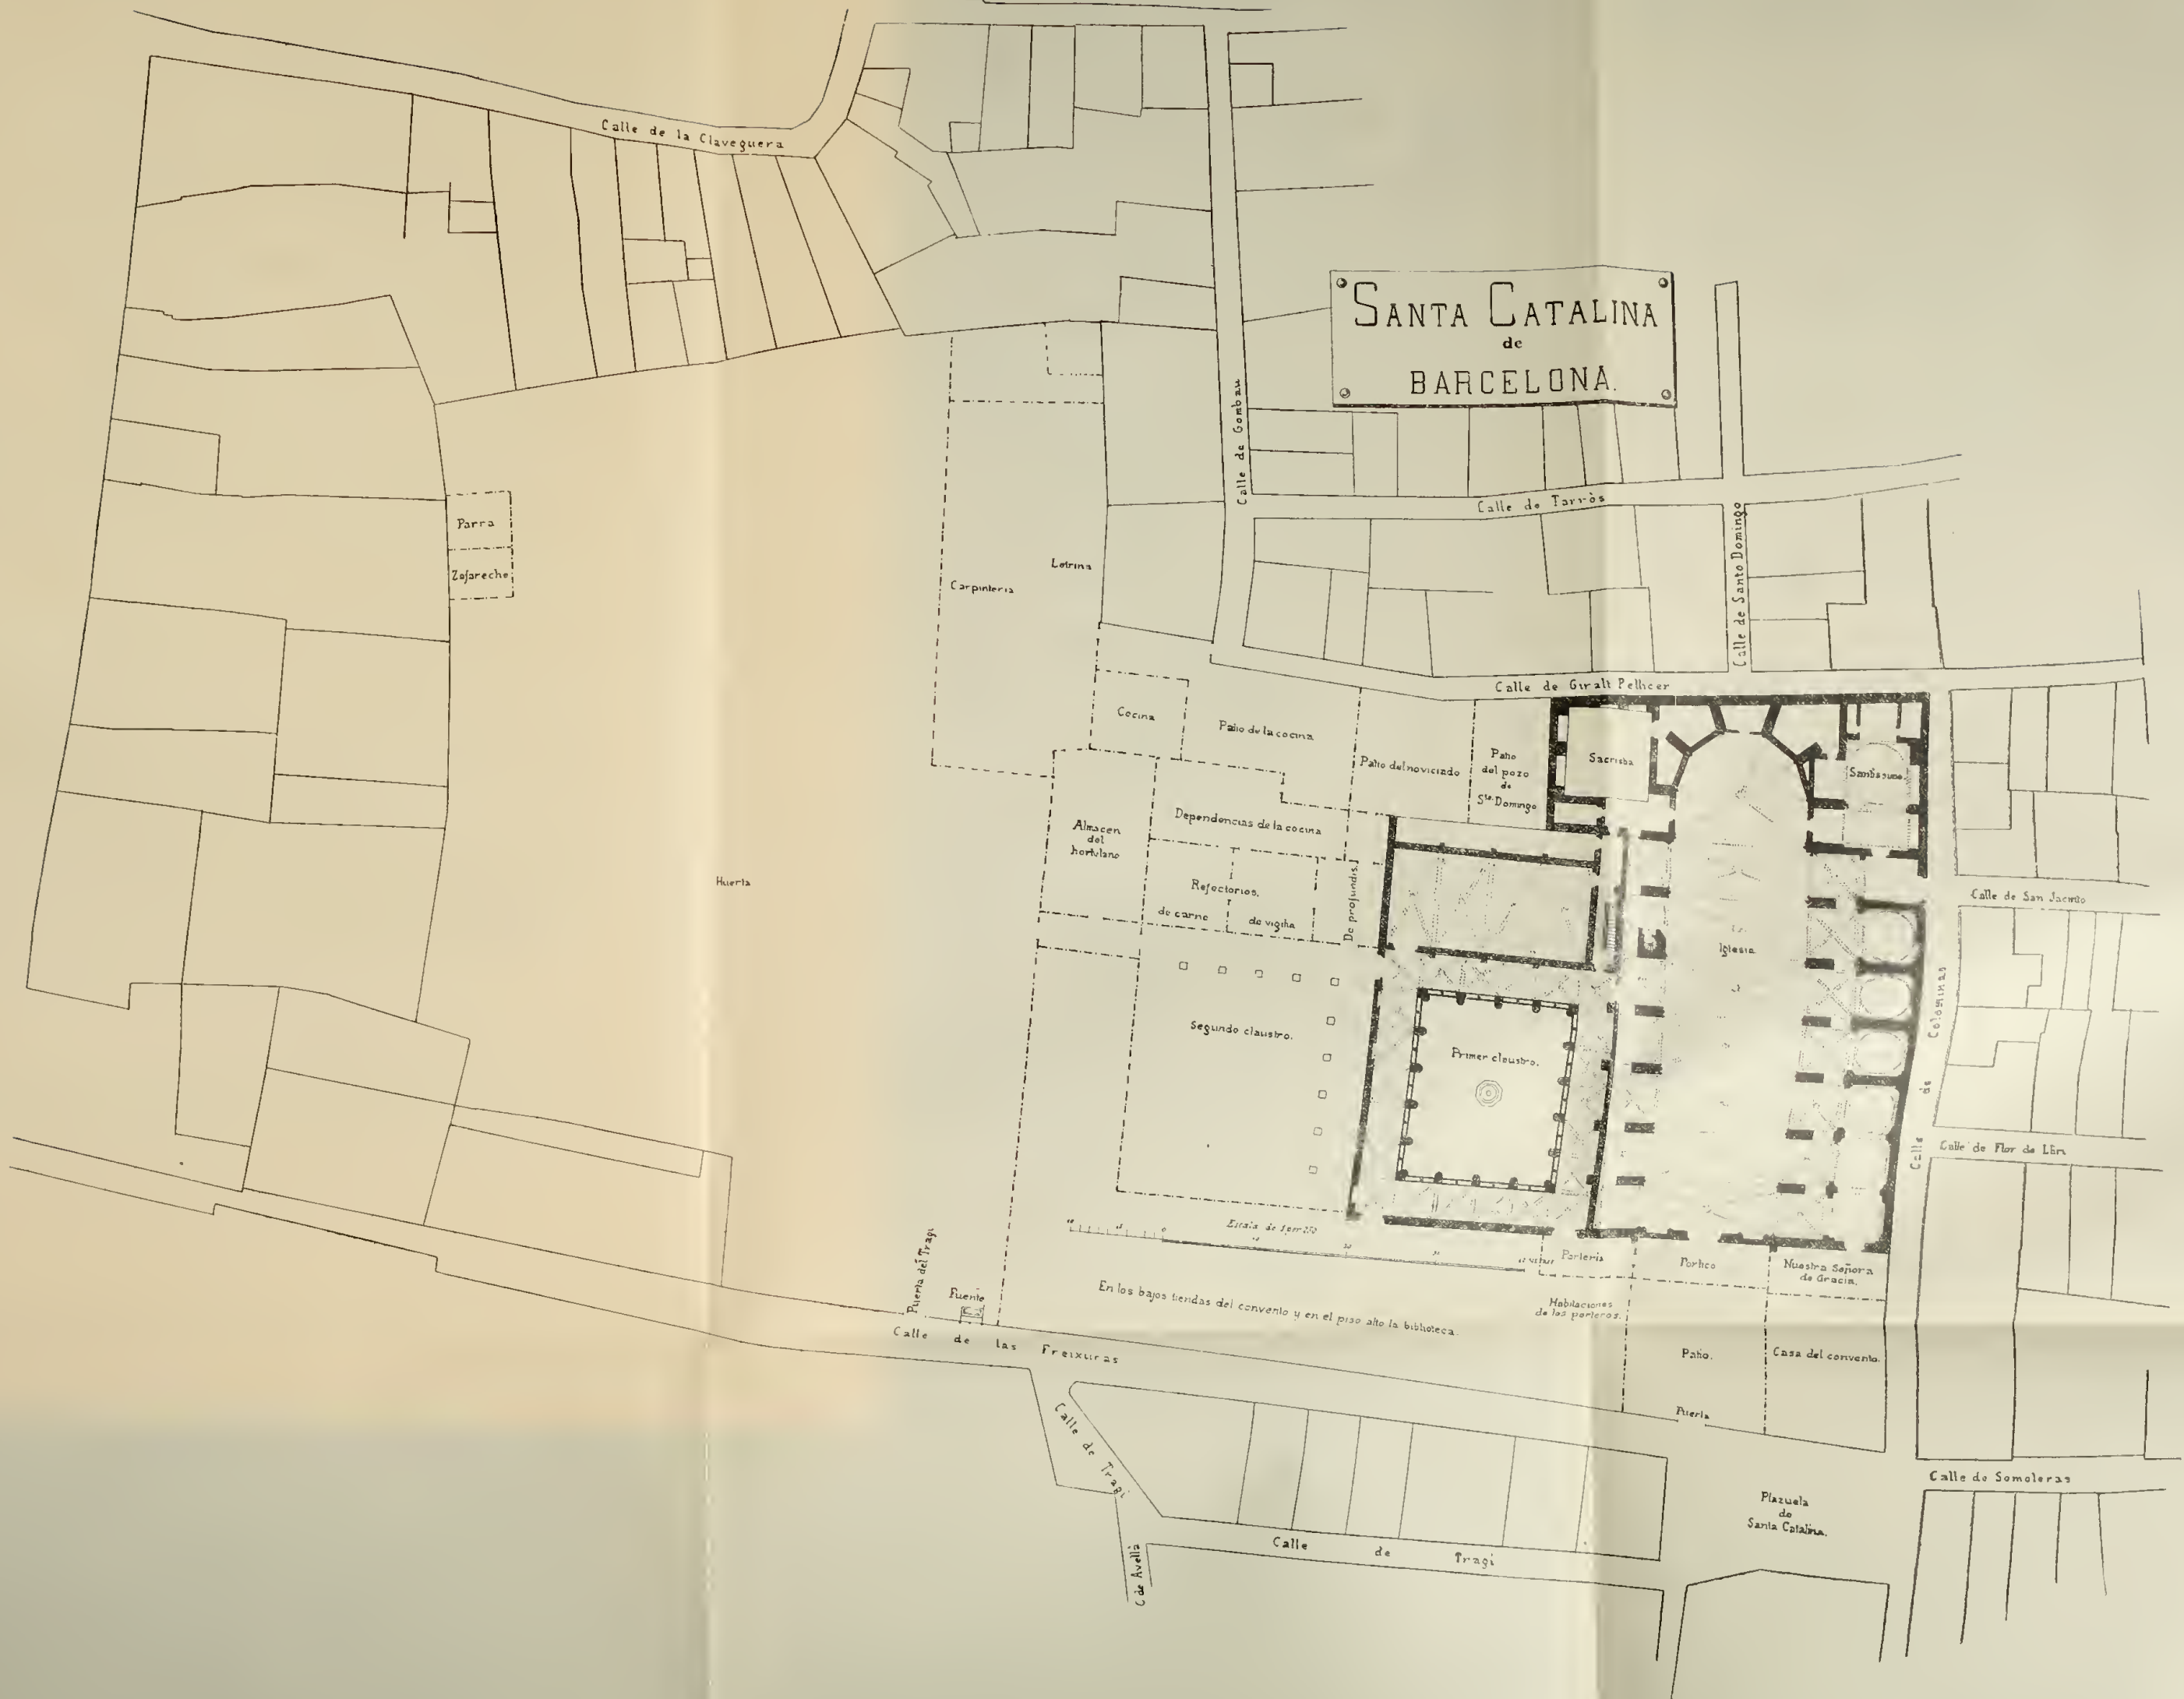 Calle de la Claveguera
SANTA CATALINA
de
BARCELONA.
Calle de Gombau
Calle de Tarròs
Calle de Santo Domingo
Parra
Zafareche
Carpinteria
Letrina
Calle de Giralt Pellicer
Cocina
Patio de la cocina
Patio del noviciado
Patio
del pozo
de
Sto. Domingo
Sacristia
Almacen
del
hortelano
Dependencias de la cocina
Refectorios.
de carne
de vigilia
De profundis.
Huerta
Iglesia
Calle de San Jacinto
Segundo claustro.
Primer claustro.
Calle de Colominas
Calle de Flor de
Escala de
Porteria
Portico
Nuestra Señora
de Gracia.
Puerta del Tragi
Fuente
En los bajos tiendas del convento y en el piso alto la biblioteca.
Habitaciones
de los porteros.
Calle de las Freixuras
Patio.
Casa del convento.
Puerta
Calle de Tragi
Calle de Semoleras
Plazuela
de
Santa Catalina.
Calle de Tragi
C. de Avellà